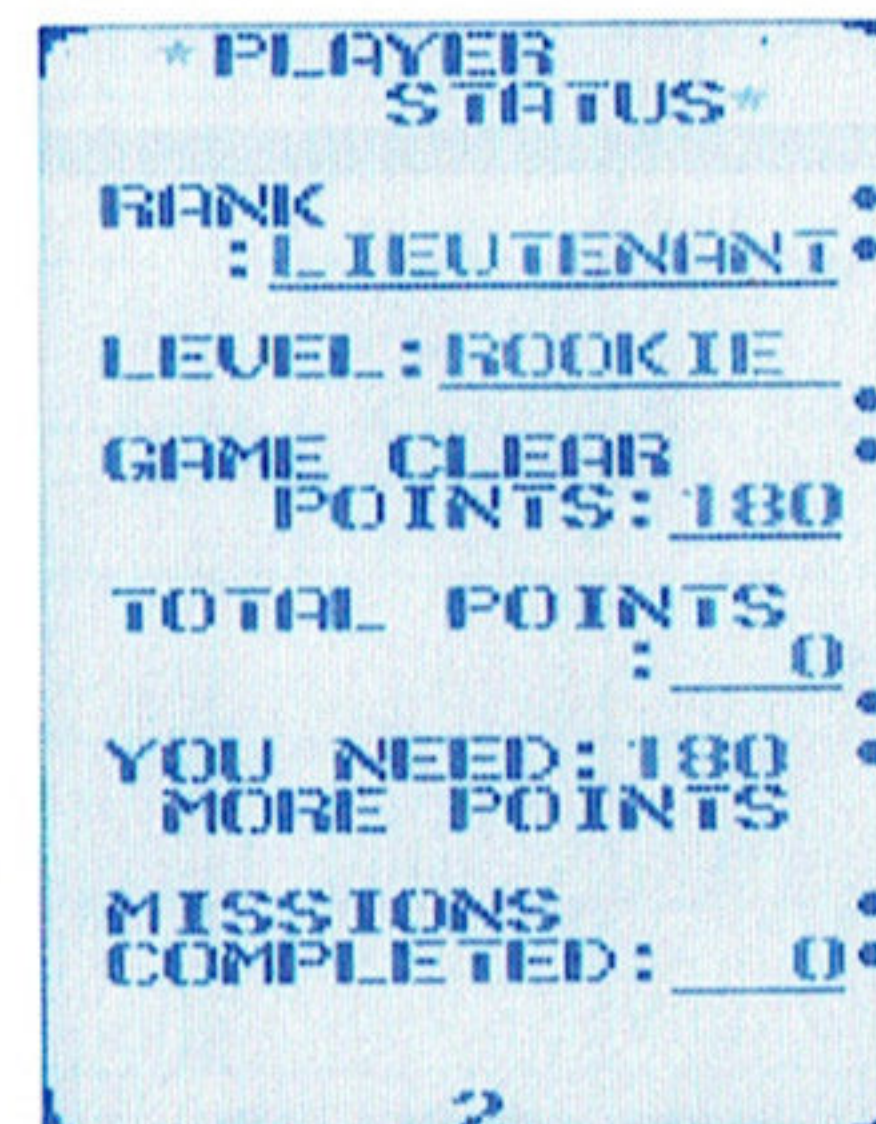 *PLAYER
STATUS*
RANK
:LIEUTENANT
LEVEL:ROOKIE
GAME CLEAR
POINTS:180
TOTAL POINTS
:0
YOU NEED:180
MORE POINTS
MISSIONS
COMPLETED:0
2